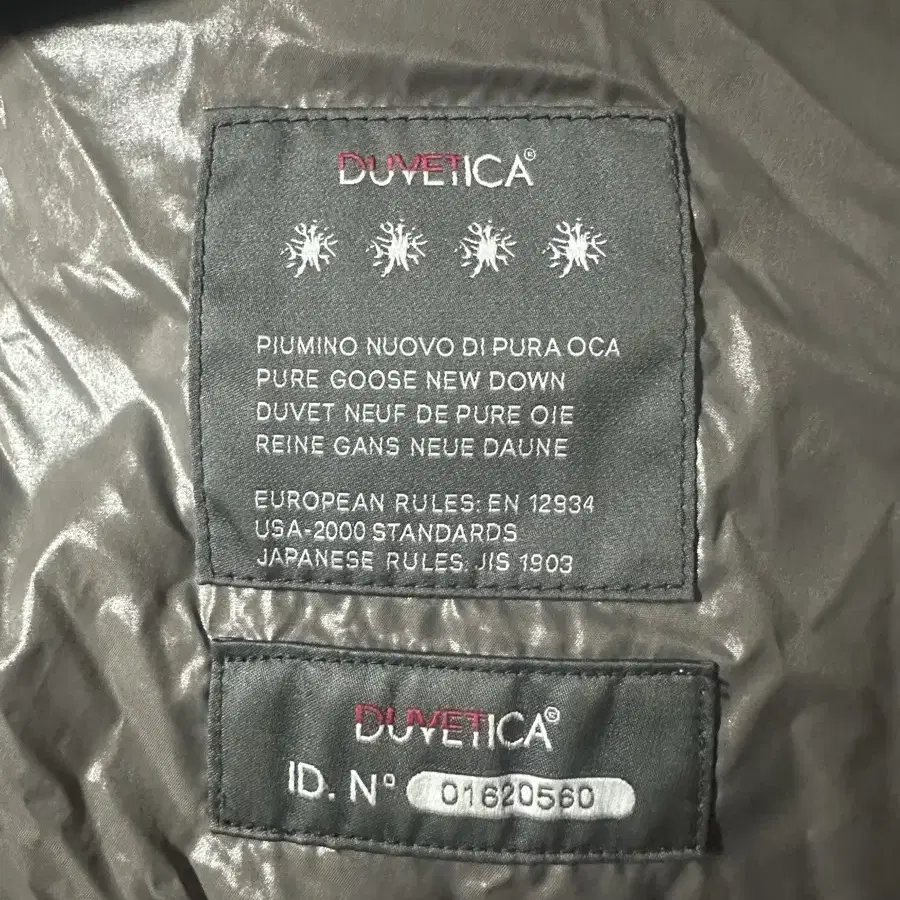 DUVETICA®
PIUMINO NUOVO DI PURA OCA
PURE GOOSE NEW DOWN
DUVET NEUF DE PURE OIE
REINE GANS NEUE DAUNE
EUROPEAN RULES: EN 12934
USA-2000 STANDARDS
JAPANESE RULES: JIS 1903
DUVETICA®
ID. N° 01620560